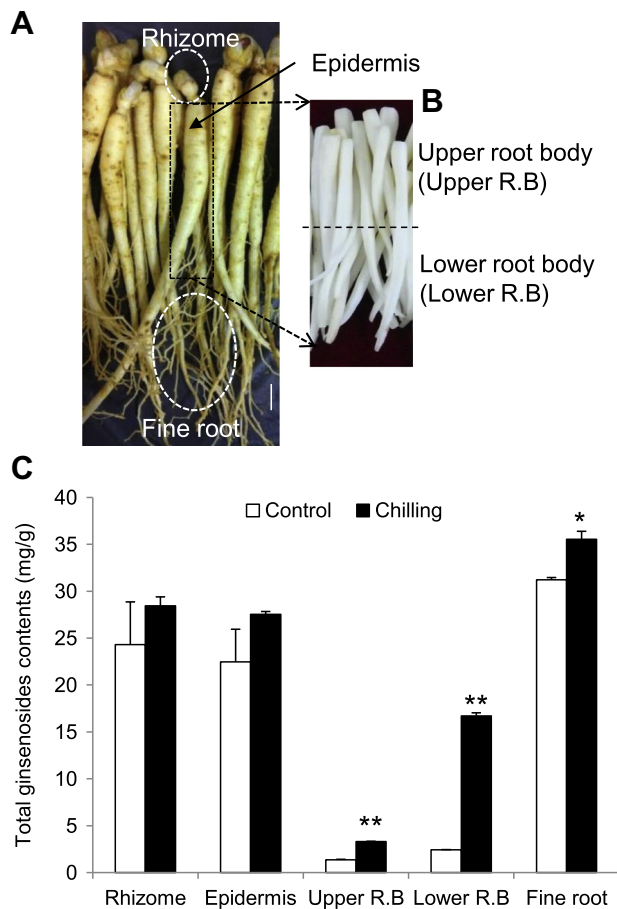 A
Rhizome
Epidermis
B
Upper root body
(Upper R.B)
Lower root body
(Lower R.B)
Fine root
C
Total ginsenosides contents (mg/g)
40
35
30
25
20
15
10
5
0
Control Chilling
**
**
*
Rhizome Epidermis Upper R.B Lower R.B Fine root